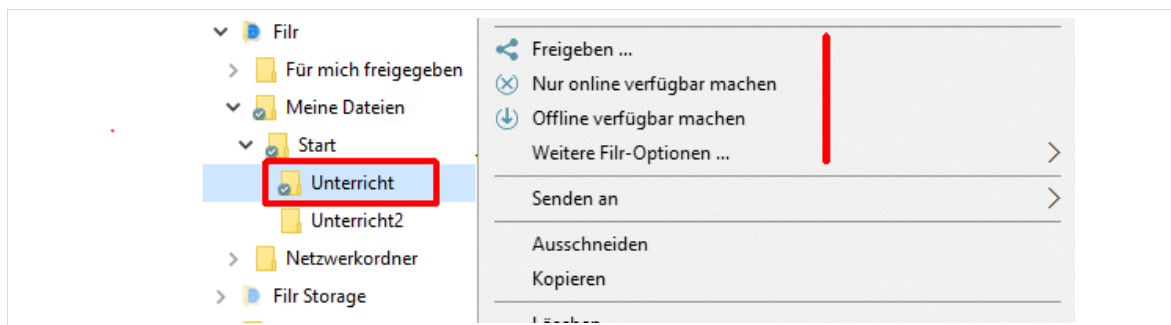 Filr
Für mich freigegeben
Meine Dateien
Start
Unterricht
Unterricht2
Netzwerkordner
Filr Storage
Freigeben ...
Nur online verfügbar machen
Offline verfügbar machen
Weitere Filr-Optionen ...
Senden an
Ausschneiden
Kopieren